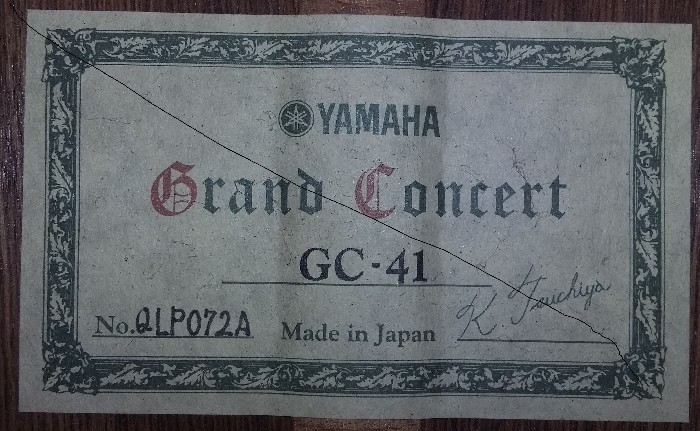 YAMAHA
Grand Concert
GC-41
No. QLP072A Made in Japan K. Tsuchiya